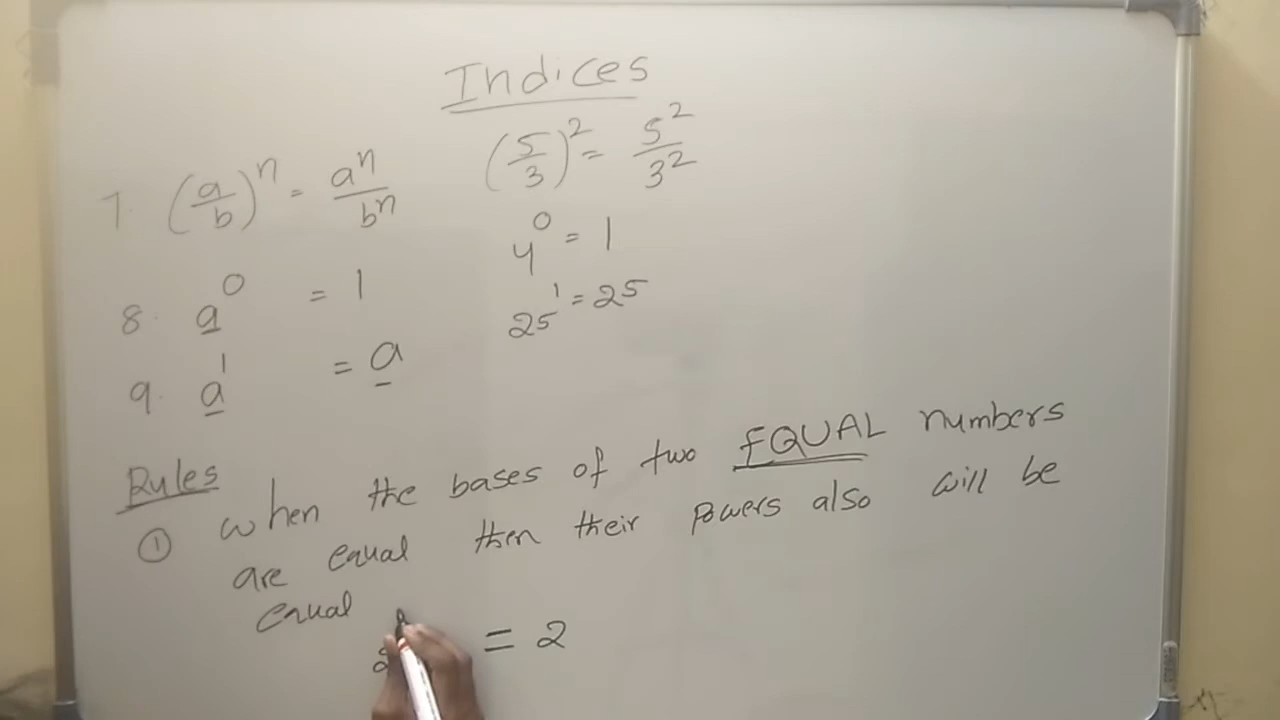 Indices
7. (a/b)^n = a^n/b^n (5/3)^2 = 5^2/3^2
8. a^0 = 1 4^0 = 1
9. a^1 = a 25^1 = 25
Rules
① When the bases of two EQUAL numbers
are equal then their powers also will be
equal
= 2